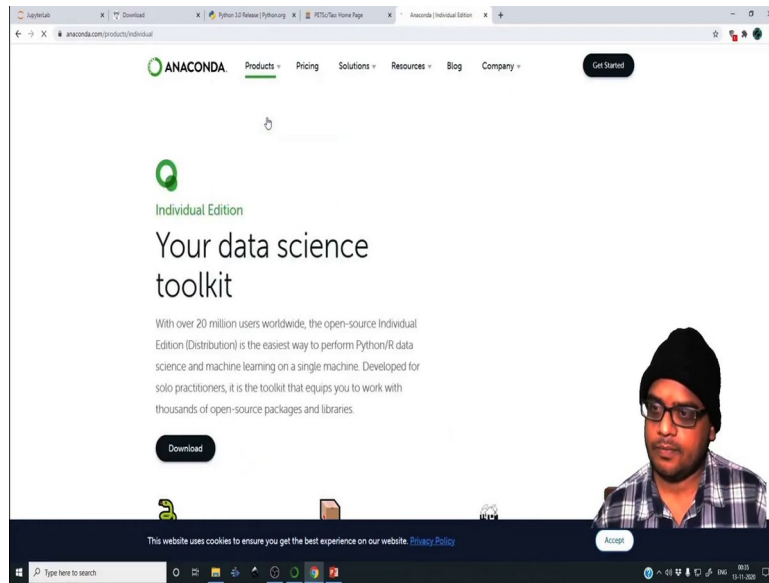 JupyterLab
Download
Python 3.0 Release | Python.org
PETSc/Tao: Home Page
Anaconda | Individual Edition
anaconda.com/products/individual
ANACONDA. Products Pricing Solutions Resources Blog Company Get Started
Individual Edition
Your data science
toolkit
With over 20 million users worldwide, the open-source Individual
Edition (Distribution) is the easiest way to perform Python/R data
science and machine learning on a single machine. Developed for
solo practitioners, it is the toolkit that equips you to work with
thousands of open-source packages and libraries.
Download
This website uses cookies to ensure you get the best experience on our website. Privacy Policy
Accept
Type here to search
ENG
00:35
13-11-2020